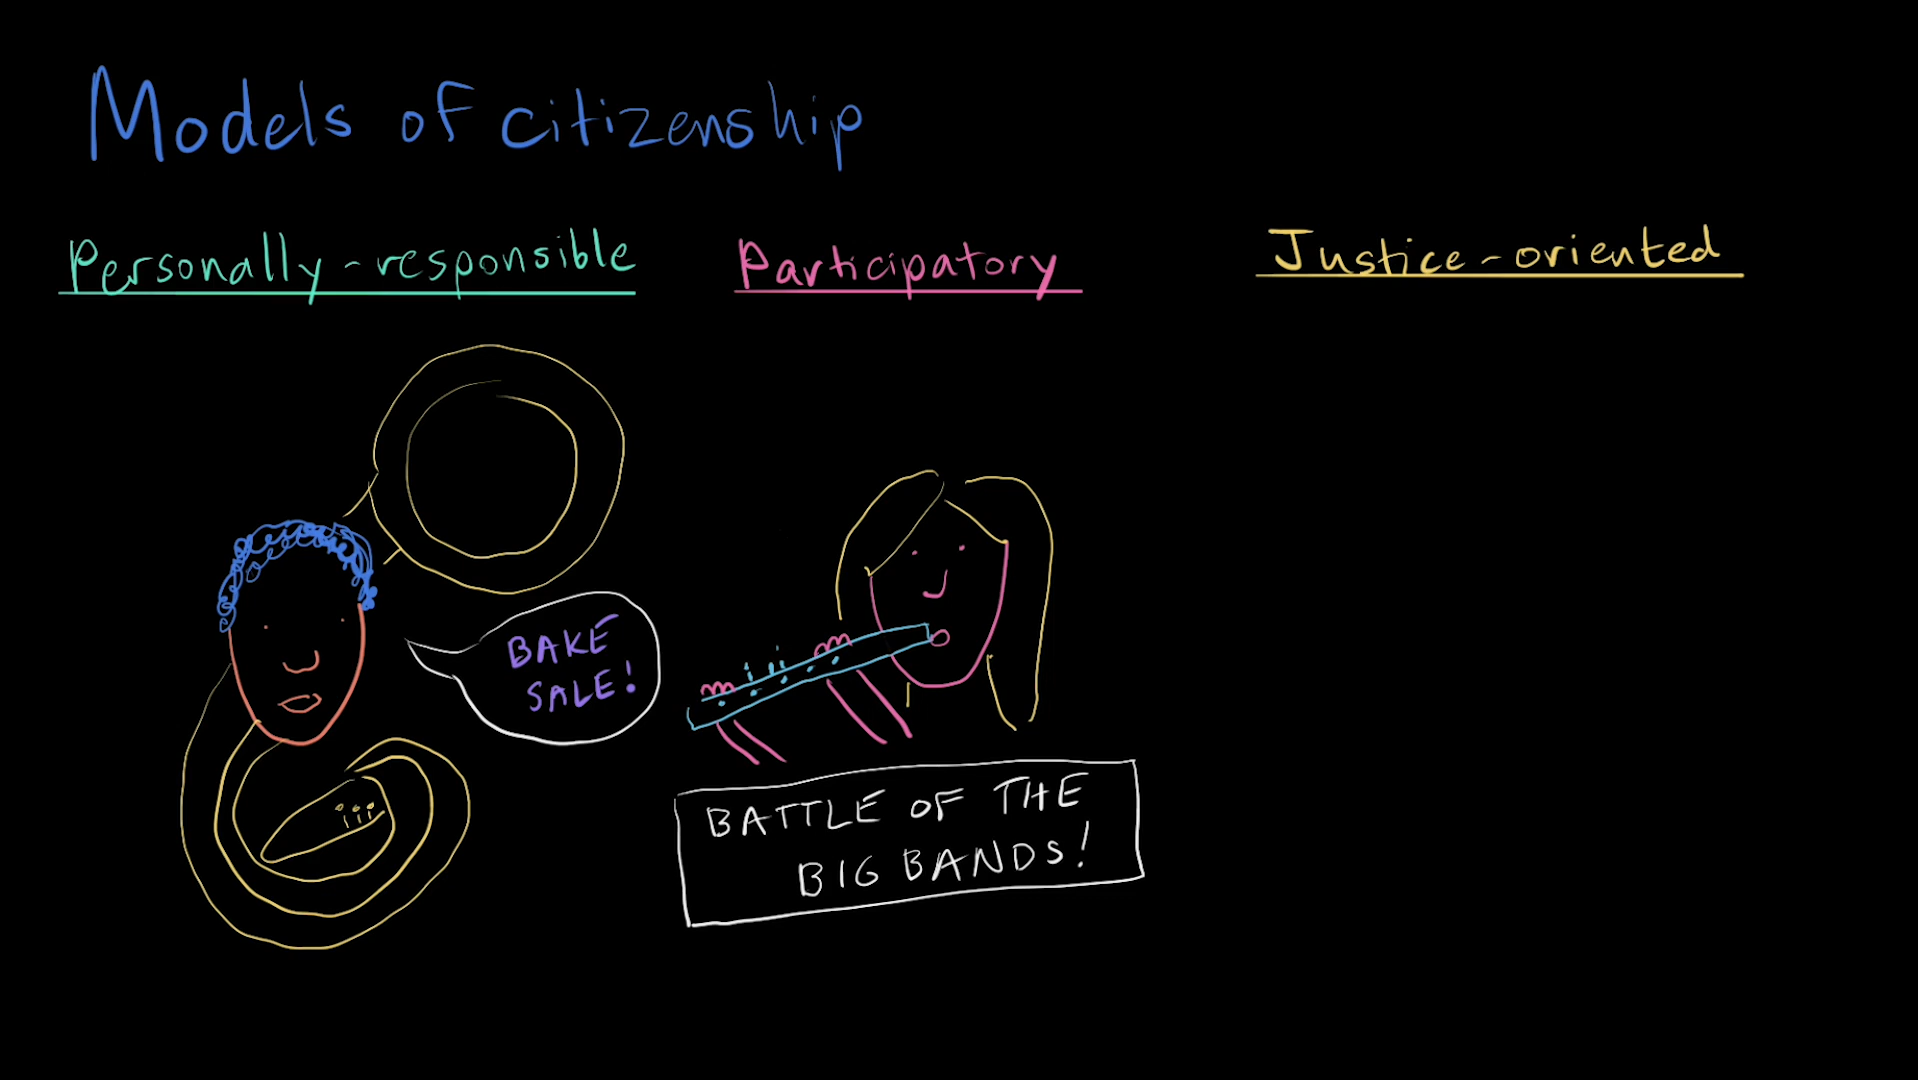 Models of citizenship
Personally-responsible
Participatory
Justice-oriented
BAKE
SALE!
BATTLE OF THE
BIG BANDS!